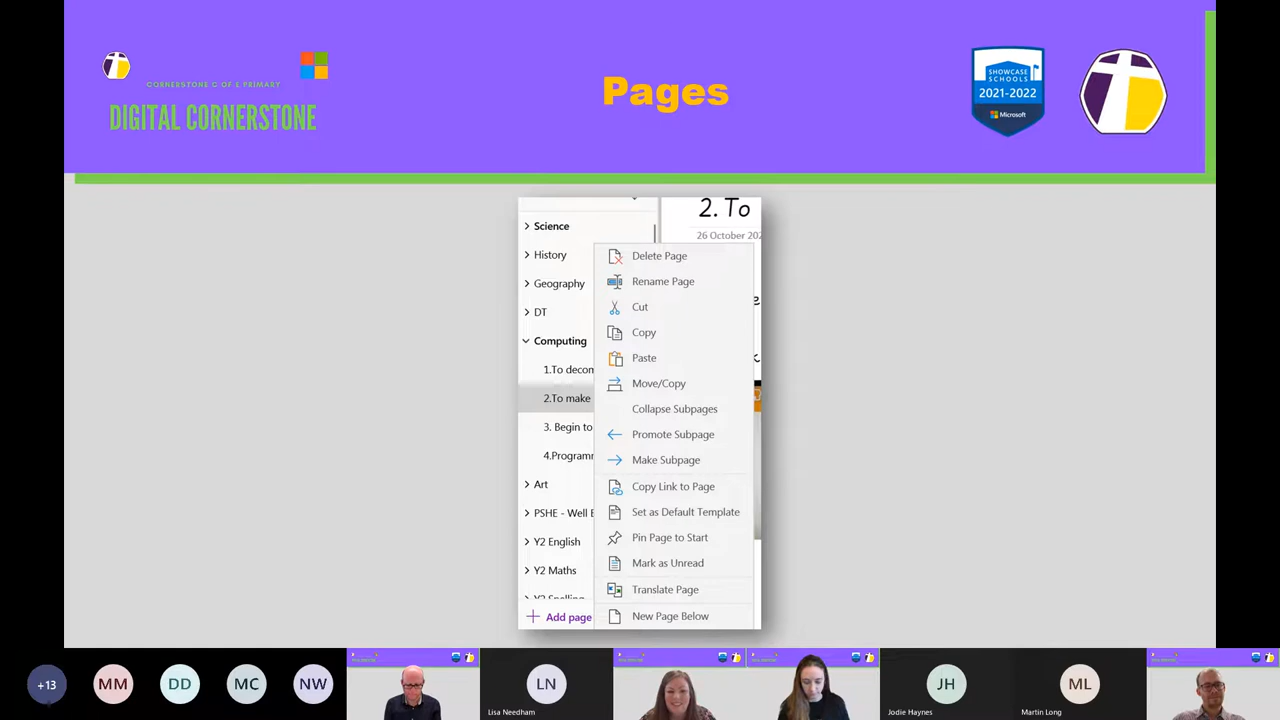 CORNERSTONE C OF E PRIMARY
DIGITAL CORNERSTONE
Pages
SHOWCASE
SCHOOLS
2021-2022
Microsoft
2. To
26 October 202
Science
History
Geography
DT
Computing
1.To decom
2.To make
3. Begin to
4.Programm
Art
PSHE - Well
Y2 English
Y2 Maths
Y2 Spelling
Add page
Delete Page
Rename Page
Cut
Copy
Paste
Move/Copy
Collapse Subpages
Promote Subpage
Make Subpage
Copy Link to Page
Set as Default Template
Pin Page to Start
Mark as Unread
Translate Page
New Page Below
+13
MM
DD
MC
NW
LN
Lisa Needham
JH
Jodie Haynes
ML
Martin Long